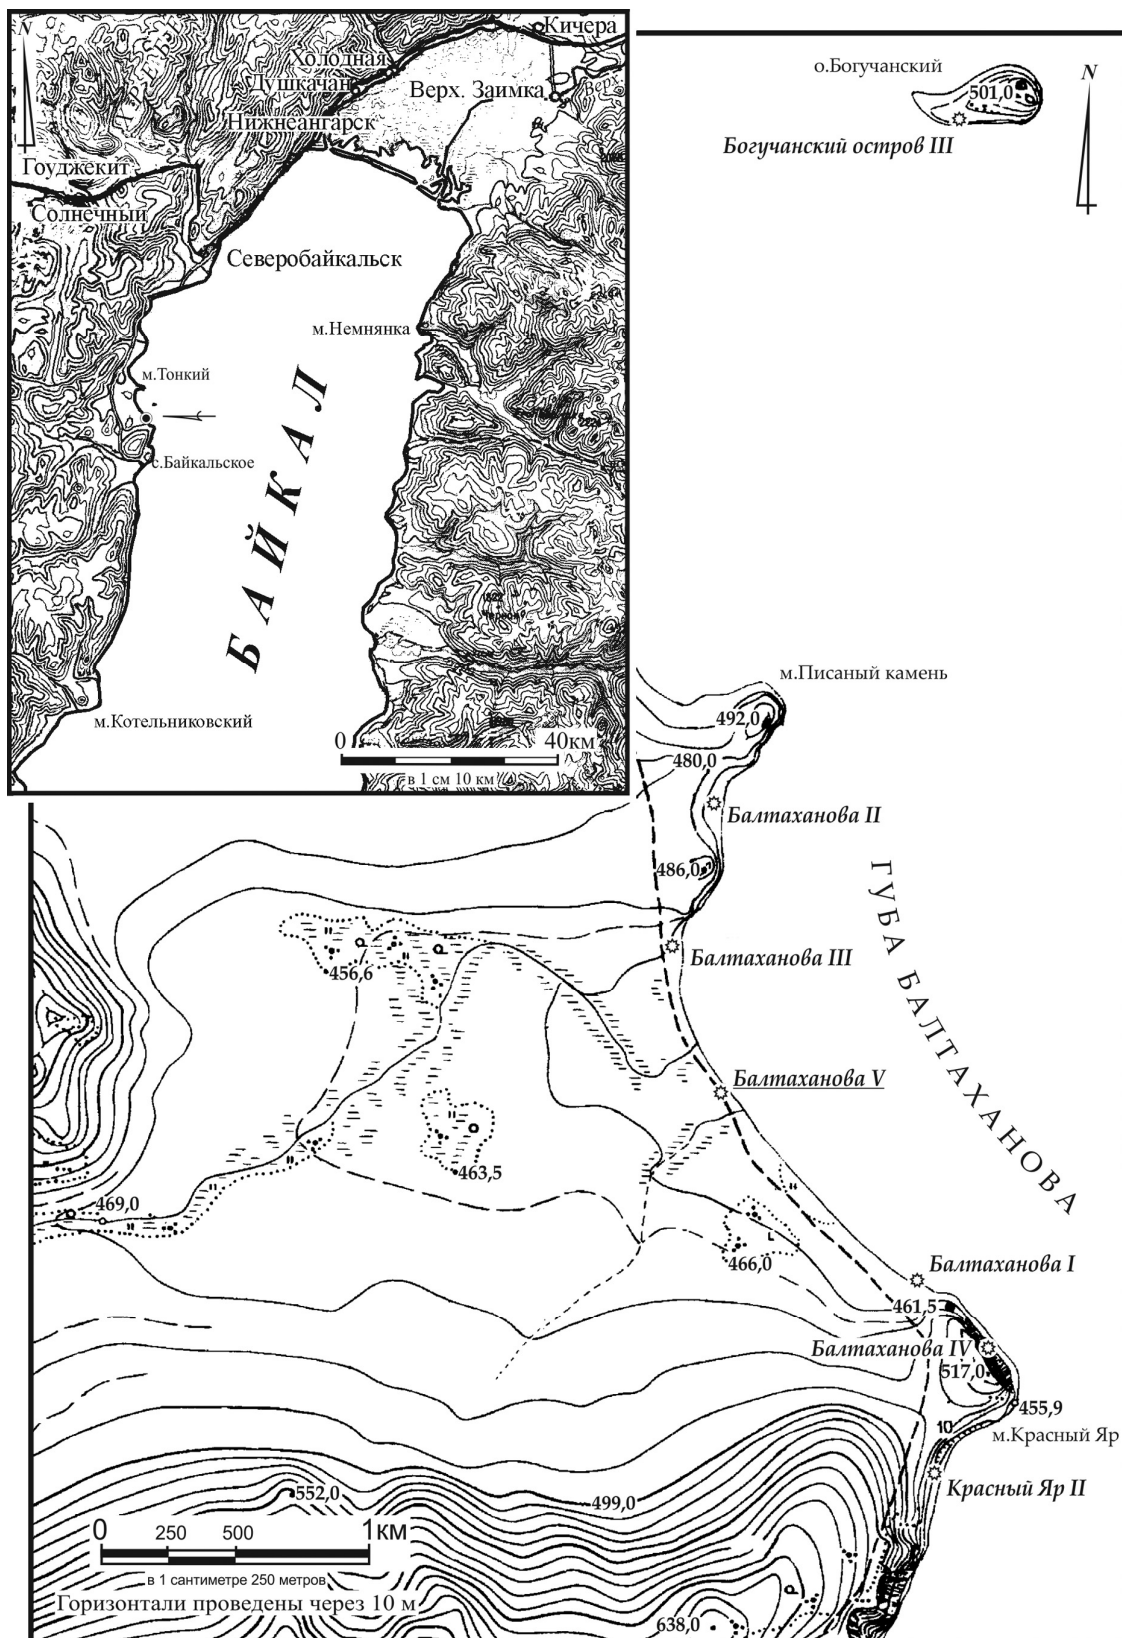 N
Кичера
Холодная
Душкачан
Верх. Заимка
Нижнеангарск
Гоуджекит
Солнечный
Северобайкальск
м.Немнянка
м.Тонкий
с.Байкальское
БАЙКАЛ
м.Котельниковский
0 40км
в 1 см 10 км
о.Богучанский
501,0
N
Богучанский остров III
м.Писаный камень
492,0
480,0
Балтаханова II
486,0
ГУБА БАЛТАХАНОВА
Балтаханова III
456,6
Балтаханова V
463,5
469,0
466,0
Балтаханова I
461,5
Балтаханова IV
517,0
455,9
10
м.Красный Яр
Красный Яр II
552,0
499,0
0 250 500 1км
в 1 сантиметре 250 метров
Горизонтали проведены через 10 м
638,0